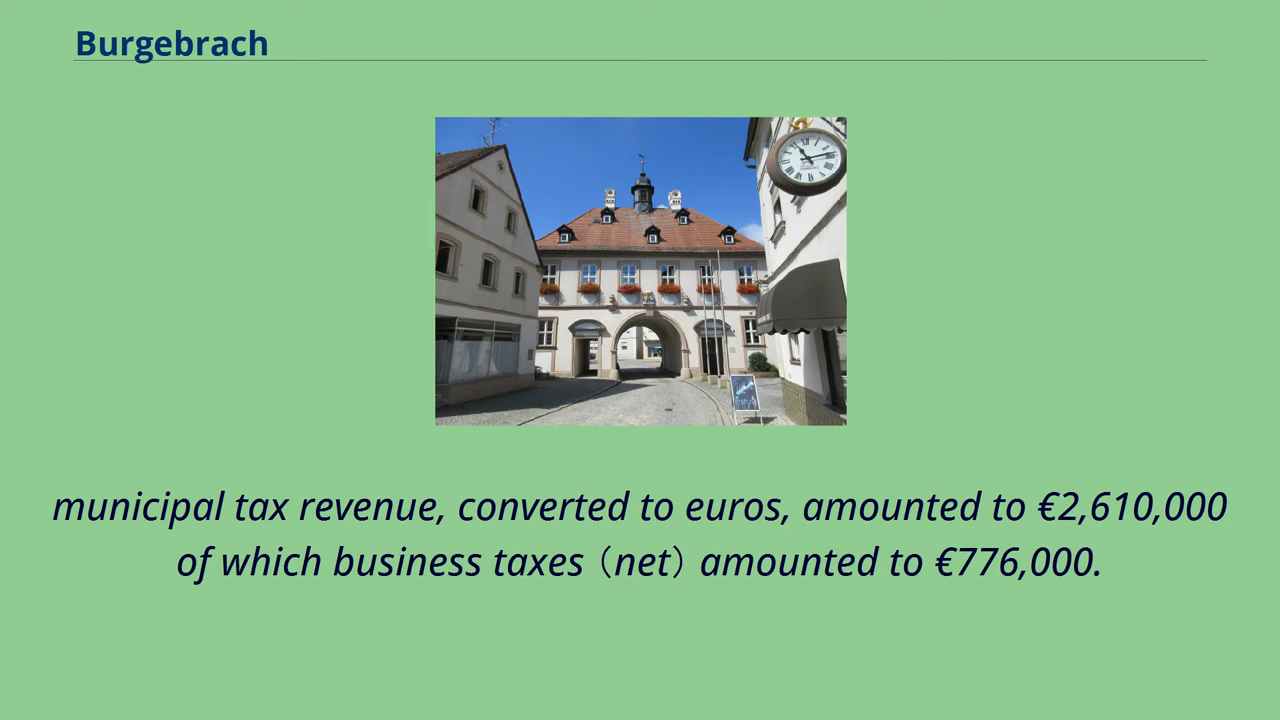 Burgebrach
municipal tax revenue, converted to euros, amounted to €2,610,000
of which business taxes（net）amounted to €776,000.